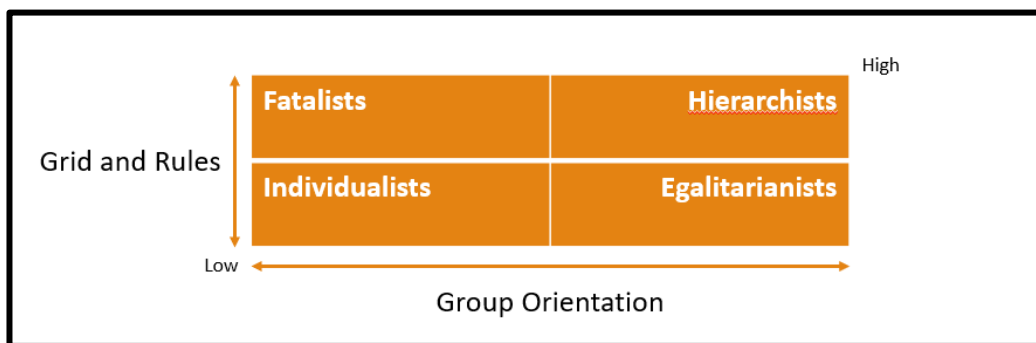 High
Fatalists
Hierarchists
Grid and Rules
Individualists
Egalitarianists
Low
Group Orientation